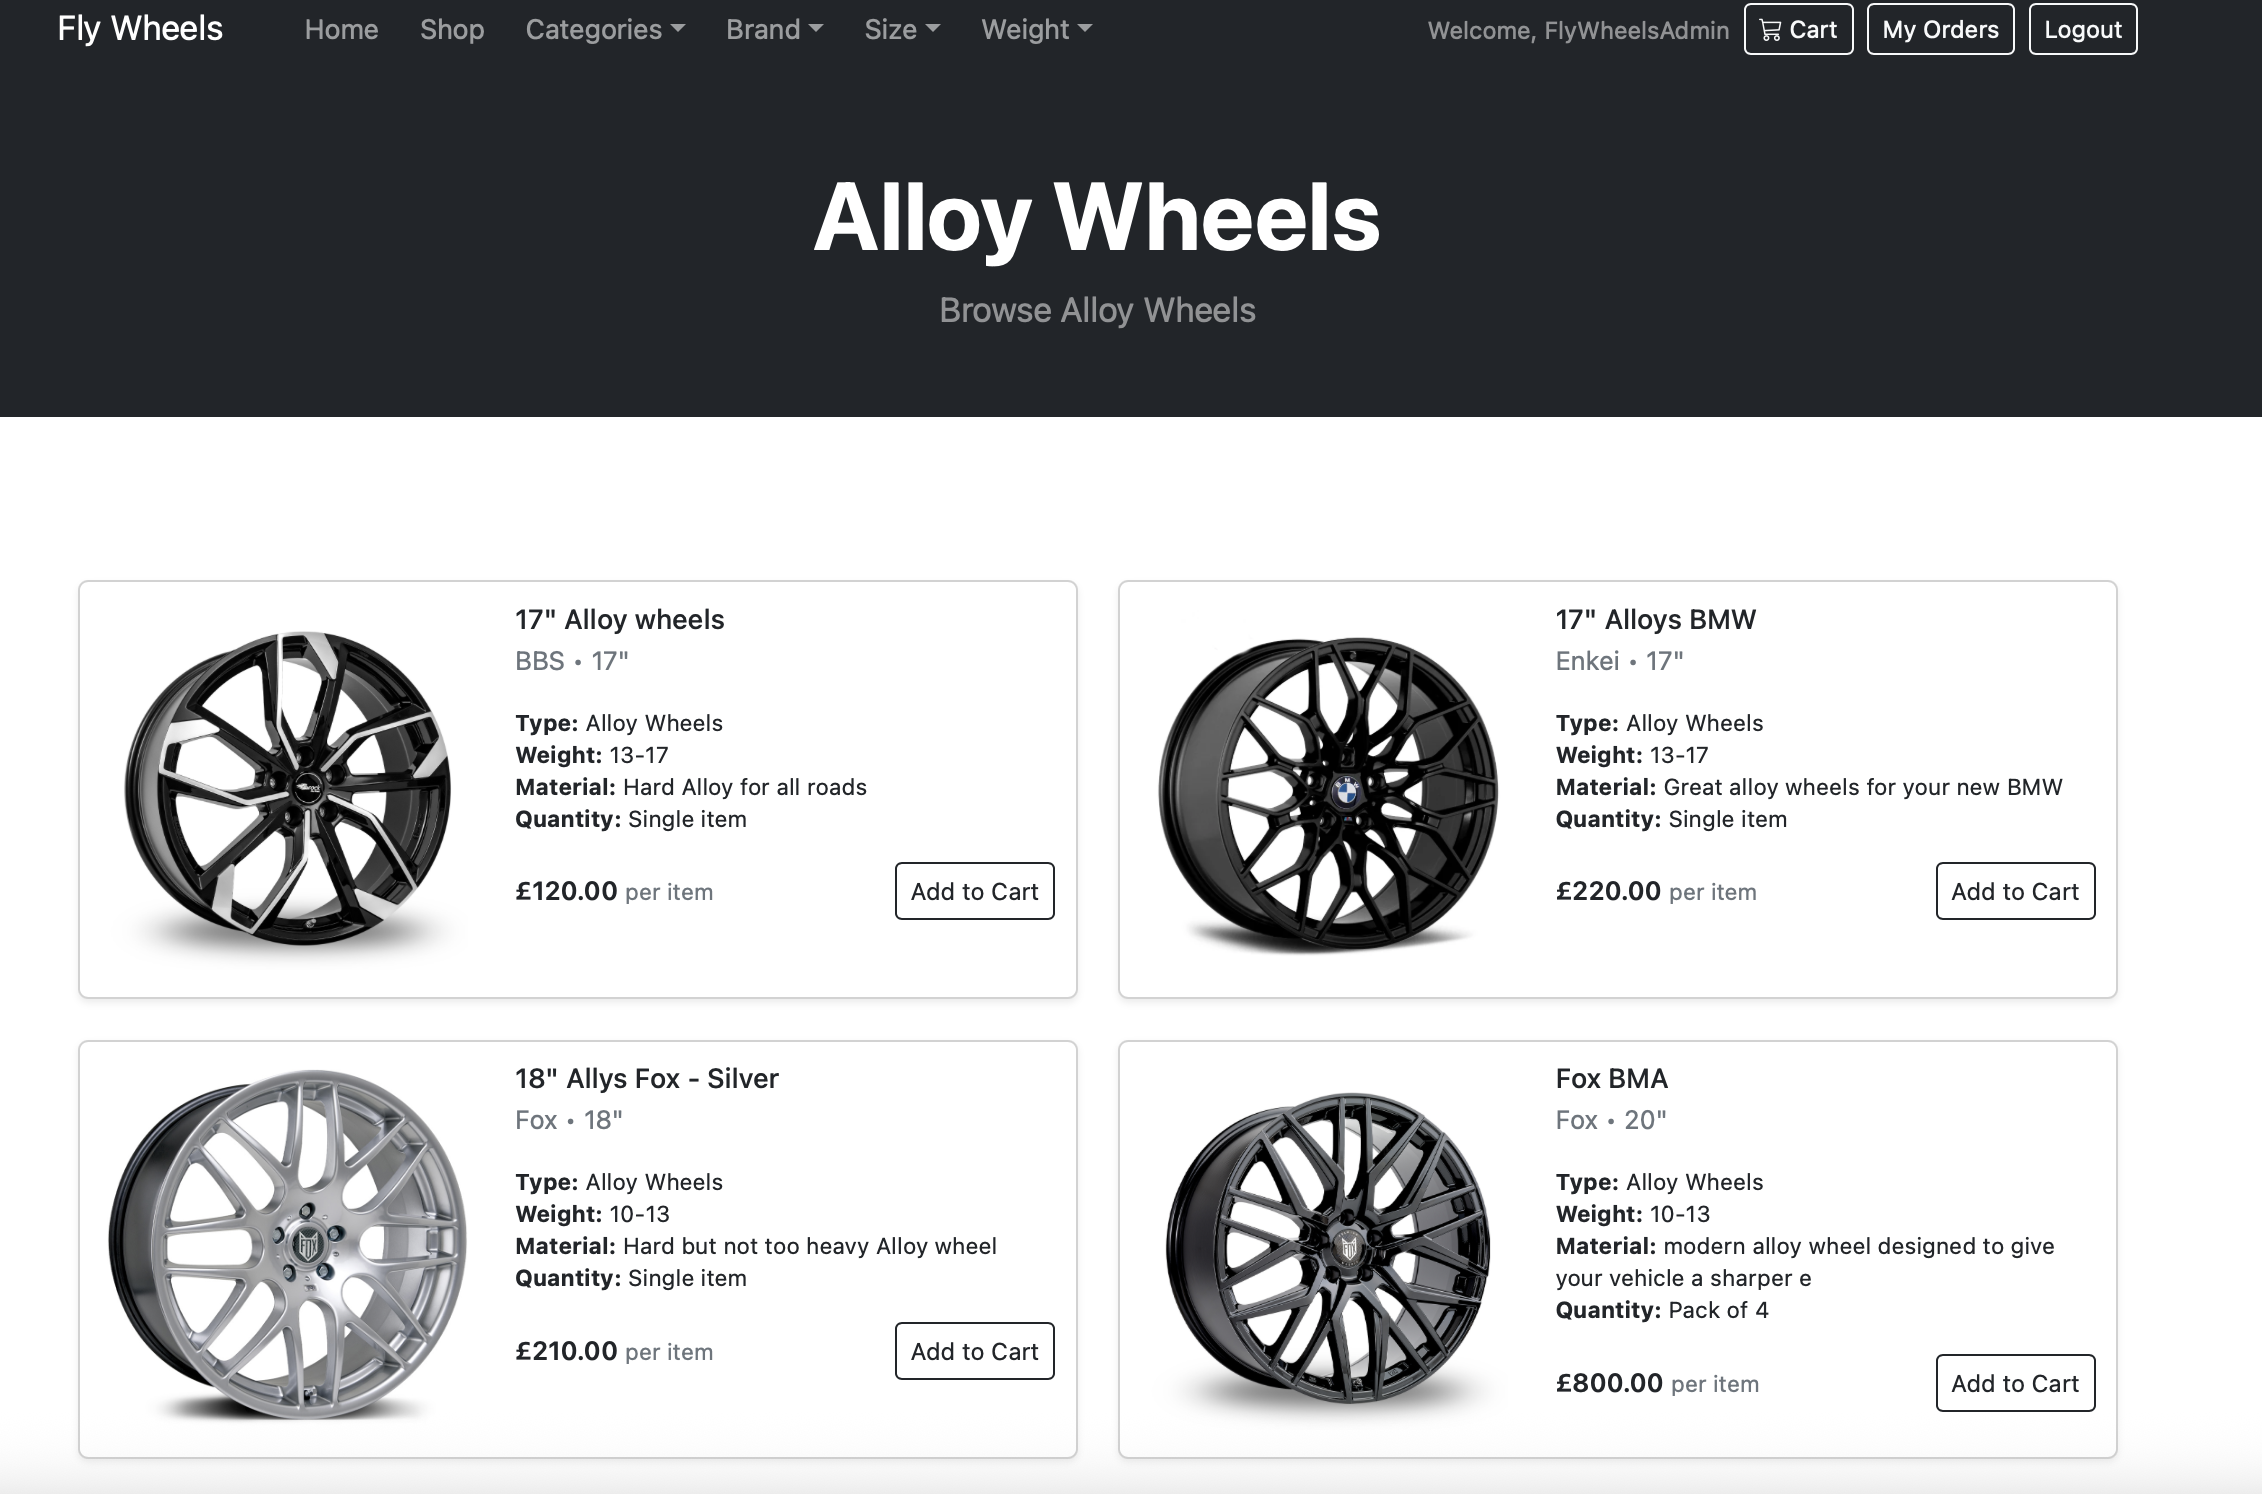 Fly Wheels
Home
Shop
Categories
Brand
Size
Weight
Welcome, FlyWheelsAdmin
Cart
My Orders
Logout
Alloy Wheels
Browse Alloy Wheels
17" Alloy wheels
BBS • 17"
Type: Alloy Wheels
Weight: 13-17
Material: Hard Alloy for all roads
Quantity: Single item
£120.00 per item
Add to Cart
17" Alloys BMW
Enkei • 17"
Type: Alloy Wheels
Weight: 13-17
Material: Great alloy wheels for your new BMW
Quantity: Single item
£220.00 per item
Add to Cart
18" Allys Fox - Silver
Fox • 18"
Type: Alloy Wheels
Weight: 10-13
Material: Hard but not too heavy Alloy wheel
Quantity: Single item
£210.00 per item
Add to Cart
FOX
Fox BMA
Fox • 20"
Type: Alloy Wheels
Weight: 10-13
Material: modern alloy wheel designed to give
your vehicle a sharper e
Quantity: Pack of 4
£800.00 per item
Add to Cart
FOX